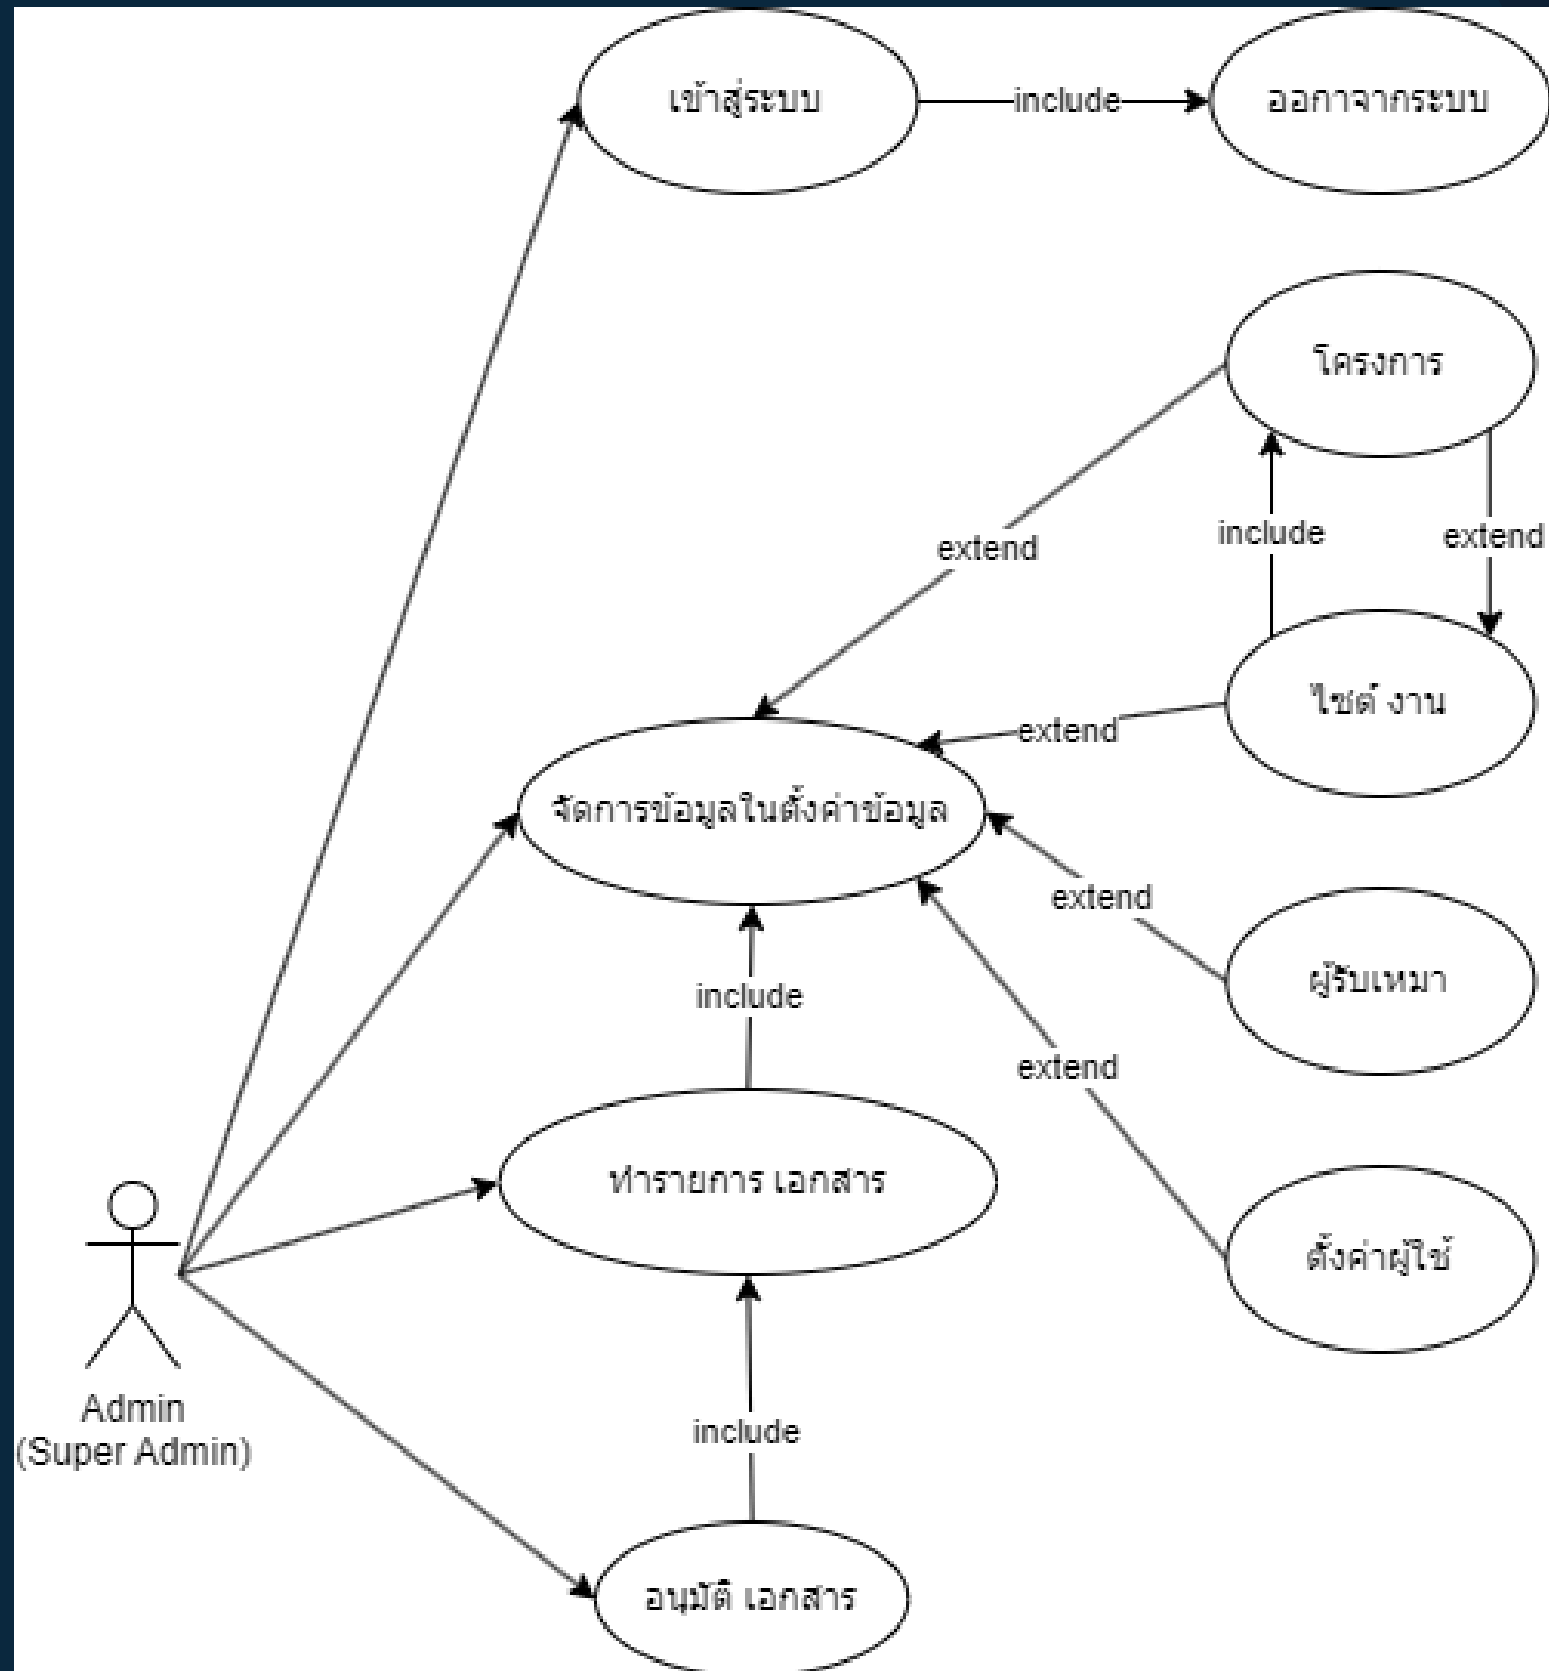 เข้าสู่ระบบ
include
ออกาจากระบบ
โครงการ
extend
include
extend
ไซต์ งาน
extend
จัดการข้อมูลในตั้งค่าข้อมูล
extend
ผู้รับเหมา
include
extend
ทำรายการ เอกสาร
ตั้งค่าผู้ใช้
Admin
(Super Admin)
include
อนุมัติ เอกสาร